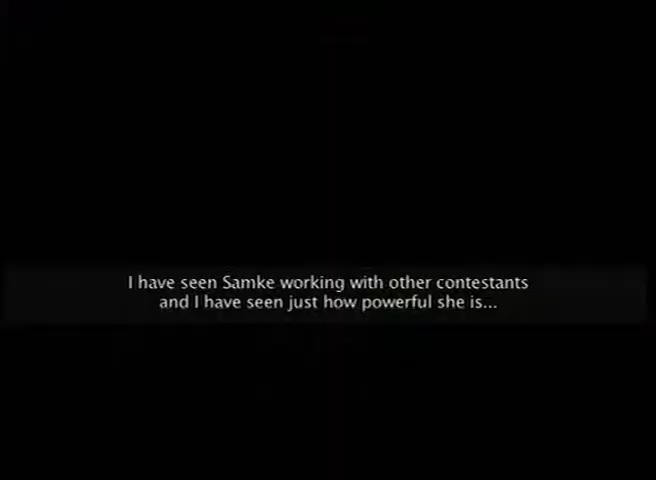 I have seen Samke working with other contestants
and I have seen just how powerful she is...